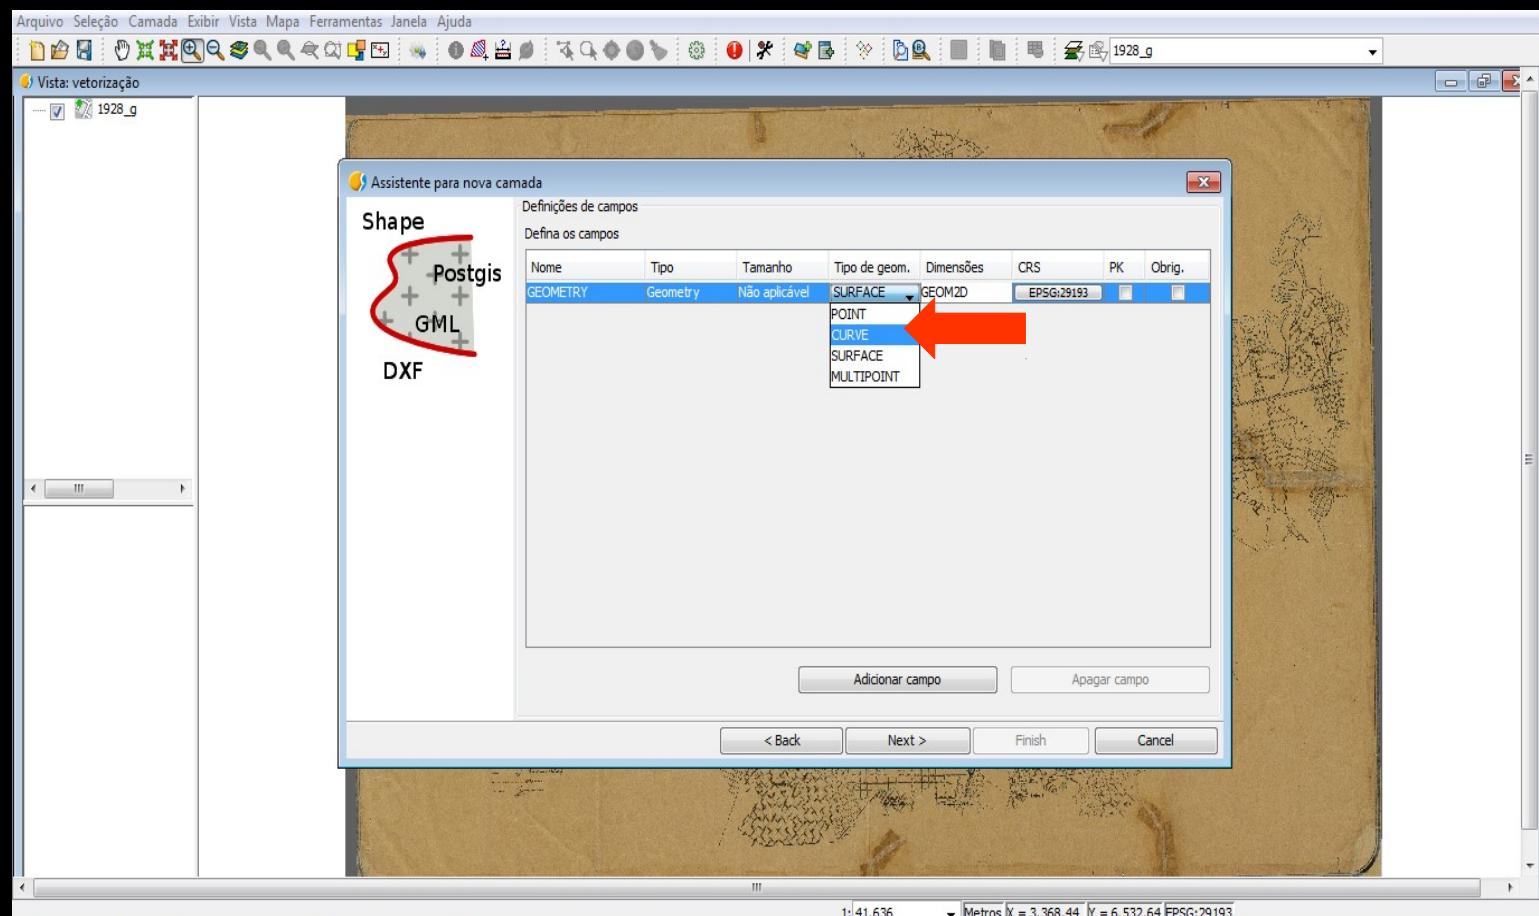 Arquivo Seleção Camada Exibir Vista Mapa Ferramentas Janela Ajuda
1928_g
Vista: vetorização
1928_g
Assistente para nova camada
Shape
Postgis
GML
DXF
Definições de campos
Defina os campos
Nome Tipo Tamanho Tipo de geom. Dimensões CRS PK Obrig.
GEOMETRY Geometry Não aplicável SURFACE GEOM2D EPSG:29193
POINT
CURVE
SURFACE
MULTIPOINT
Adicionar campo Apagar campo
< Back Next > Finish Cancel
1: 41.636 Metros X = 3.368,44 Y = 6.532,64 EPSG:29193